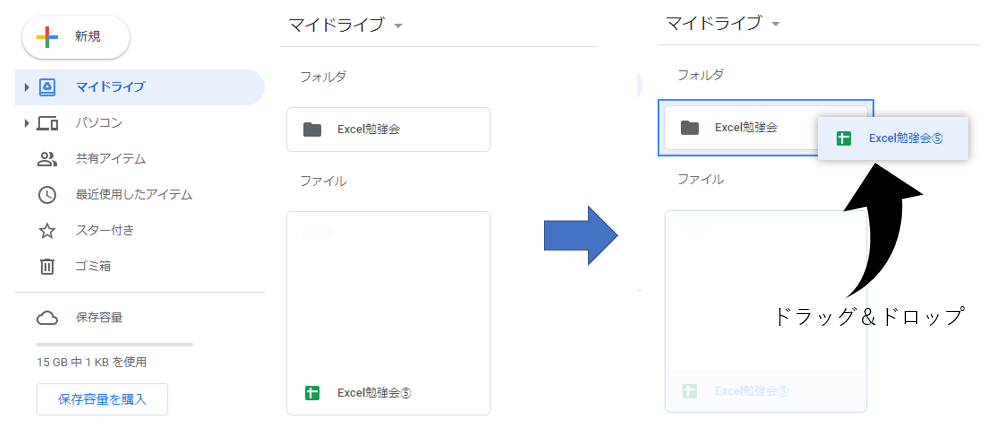 新規
マイドライブ
パソコン
共有アイテム
最近使用したアイテム
スター付き
ゴミ箱
保存容量
15 GB 中 1 KB を使用
保存容量を購入
マイドライブ
フォルダ
Excel勉強会
ファイル
Excel勉強会⑤
マイドライブ
フォルダ
Excel勉強会
Excel勉強会⑤
ファイル
ドラッグ＆ドロップ
Excel勉強会⑤